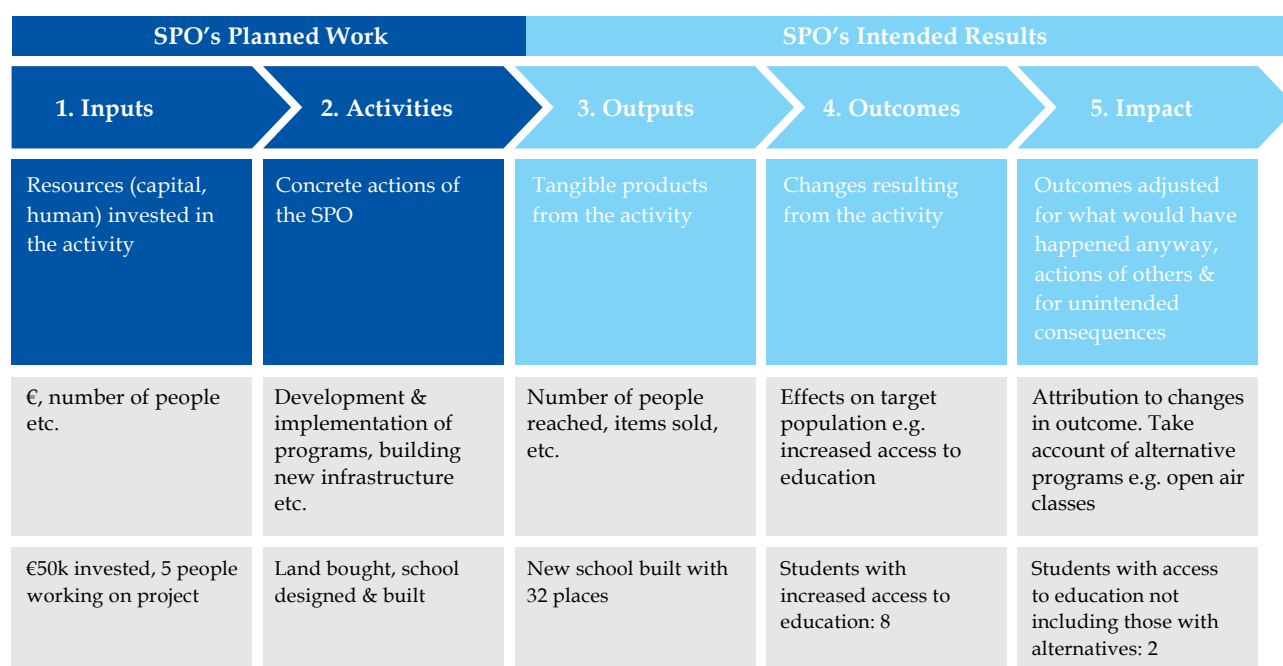 SPO’s Planned Work
SPO’s Intended Results
1. Inputs
2. Activities
3. Outputs
4. Outcomes
5. Impact
Resources (capital,
human) invested in
the activity
Concrete actions of
the SPO
Tangible products
from the activity
Changes resulting
from the activity
Outcomes adjusted
for what would have
happened anyway,
actions of others &
for unintended
consequences
€, number of people
etc.
Development &
implementation of
programs, building
new infrastructure
etc.
Number of people
reached, items sold,
etc.
Effects on target
population e.g.
increased access to
education
Attribution to changes
in outcome. Take
account of alternative
programs e.g. open air
classes
€50k invested, 5 people
working on project
Land bought, school
designed & built
New school built with
32 places
Students with
increased access to
education: 8
Students with access
to education not
including those with
alternatives: 2